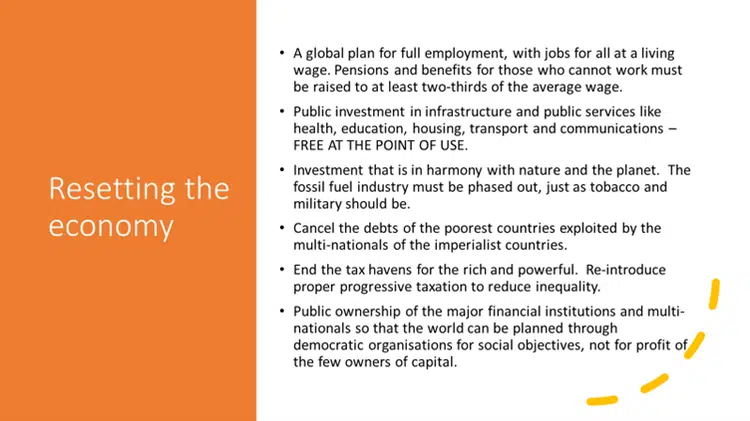 Resetting the
economy
• A global plan for full employment, with jobs for all at a living
wage. Pensions and benefits for those who cannot work must
be raised to at least two-thirds of the average wage.
• Public investment in infrastructure and public services like
health, education, housing, transport and communications –
FREE AT THE POINT OF USE.
• Investment that is in harmony with nature and the planet.  The
fossil fuel industry must be phased out, just as tobacco and
military should be.
• Cancel the debts of the poorest countries exploited by the
multi-nationals of the imperialist countries.
• End the tax havens for the rich and powerful.  Re-introduce
proper progressive taxation to reduce inequality.
• Public ownership of the major financial institutions and multi-
nationals so that the world can be planned through
democratic organisations for social objectives, not for profit of
the few owners of capital.